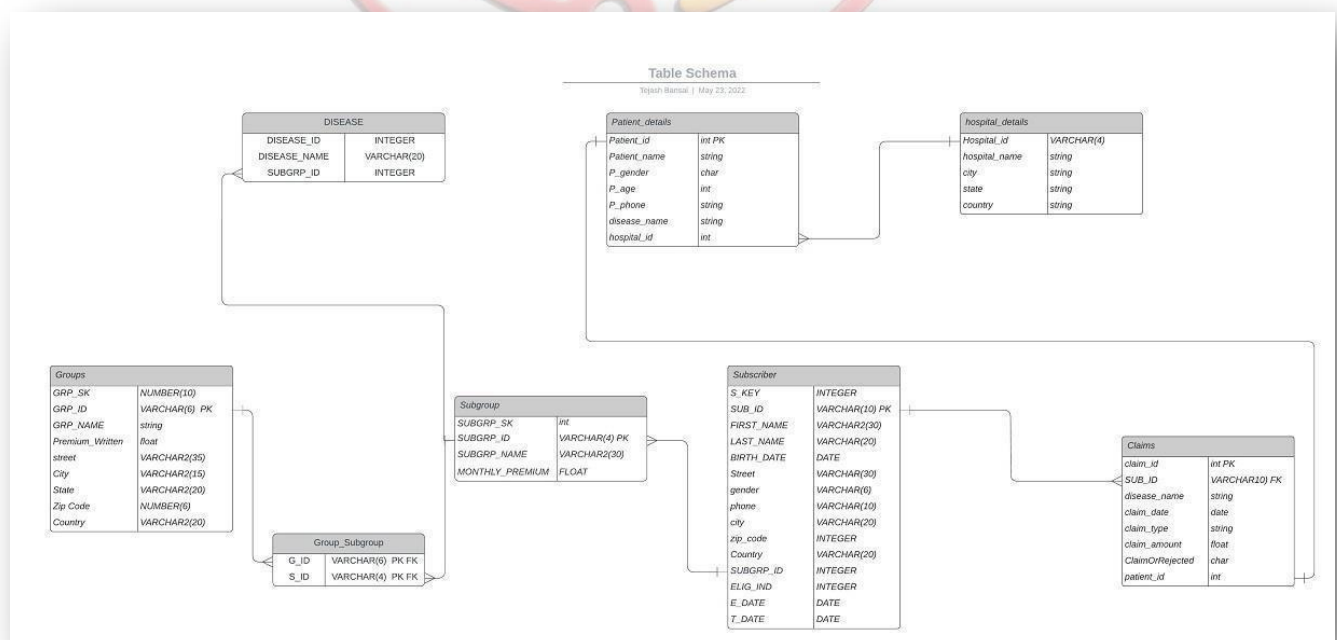 Table Schema
Tejash Bansal | May 23, 2022
DISEASE
DISEASE_ID INTEGER
DISEASE_NAME VARCHAR(20)
SUBGRP_ID INTEGER
Patient_details
Patient_id int PK
Patient_name string
P_gender char
P_age int
P_phone string
disease_name string
hospital_id int
hospital_details
Hospital_id VARCHAR(4)
hospital_name string
city string
state string
country string
Groups
GRP_SK NUMBER(10)
GRP_ID VARCHAR(6) PK
GRP_NAME string
Premium_Written float
street VARCHAR2(35)
City VARCHAR2(15)
State VARCHAR2(20)
Zip Code NUMBER(6)
Country VARCHAR2(20)
Group_Subgroup
G_ID VARCHAR(6) PK FK
S_ID VARCHAR(4) PK FK
Subgroup
SUBGRP_SK int
SUBGRP_ID VARCHAR(4) PK
SUBGRP_NAME VARCHAR2(30)
MONTHLY_PREMIUM FLOAT
Subscriber
S_KEY INTEGER
SUB_ID VARCHAR(10) PK
FIRST_NAME VARCHAR2(30)
LAST_NAME VARCHAR(20)
BIRTH_DATE DATE
Street VARCHAR(30)
gender VARCHAR(6)
phone VARCHAR(10)
city VARCHAR(20)
zip_code INTEGER
Country VARCHAR(20)
SUBGRP_ID INTEGER
ELIG_IND INTEGER
E_DATE DATE
T_DATE DATE
Claims
claim_id int PK
SUB_ID VARCHAR10) FK
disease_name string
claim_date date
claim_type string
claim_amount float
ClaimOrRejected char
patient_id int